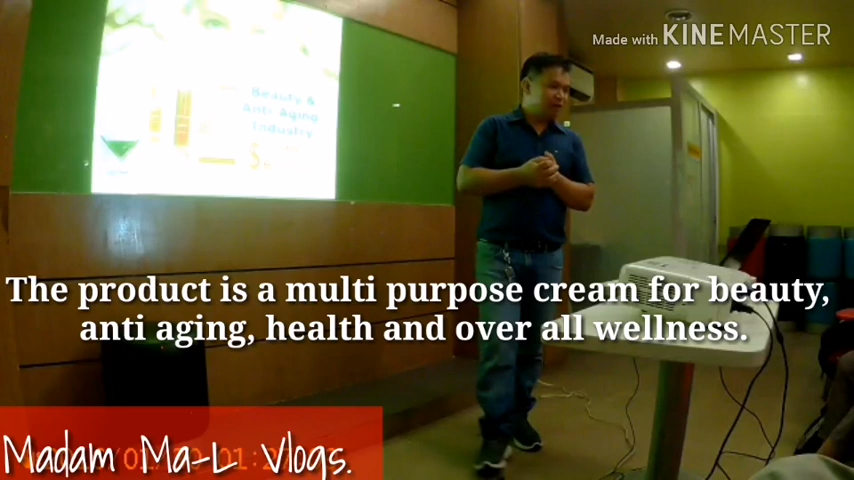 Made with KINEMASTER
Beauty &
Anti Aging
Industry
The product is a multi purpose cream for beauty,
anti aging, health and over all wellness.
Madam Ma-L Vlogs.